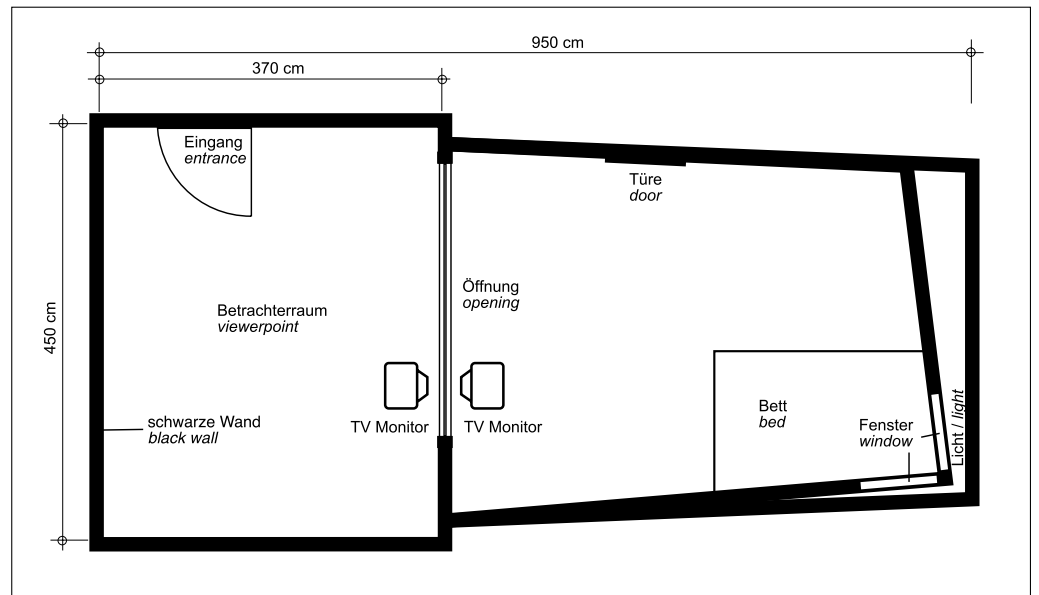 950 cm
370 cm
Eingang
entrance
Türe
door
Öffnung
opening
Betrachterraum
viewerpoint
450 cm
schwarze Wand
black wall
TV Monitor
TV Monitor
Bett
bed
Fenster
window
Licht / light